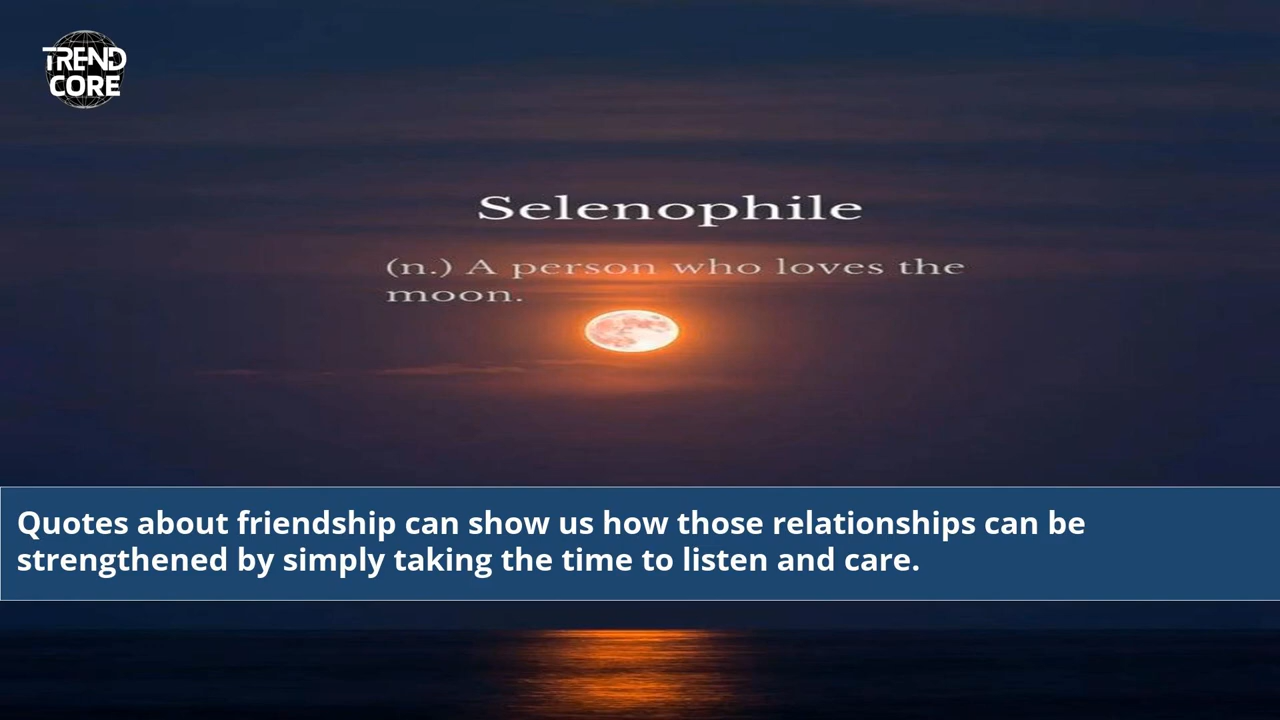 TREND
CORE
Selenophile
(n.) A person who loves the
moon.
Quotes about friendship can show us how those relationships can be
strengthened by simply taking the time to listen and care.